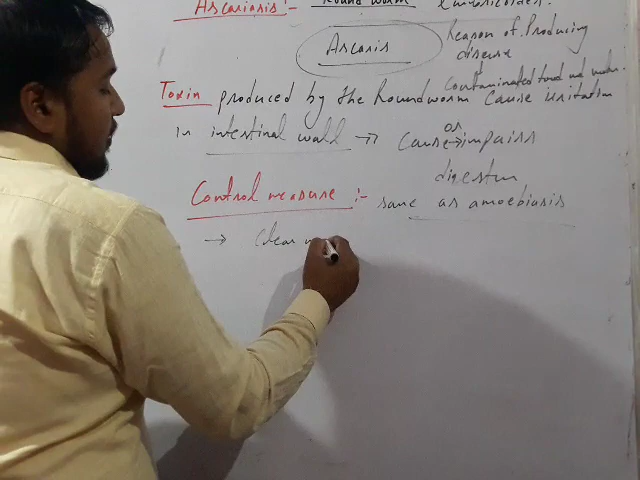 Ascariasis:- Round worm
Ascaris
Reason of Producing
disease
Contaminated food and water
Toxin produced by the Roundworm Cause irritation
in intestinal wall → Cause → impairs
or
digestion
Control measure :- same as amoebiasis
→ Clean